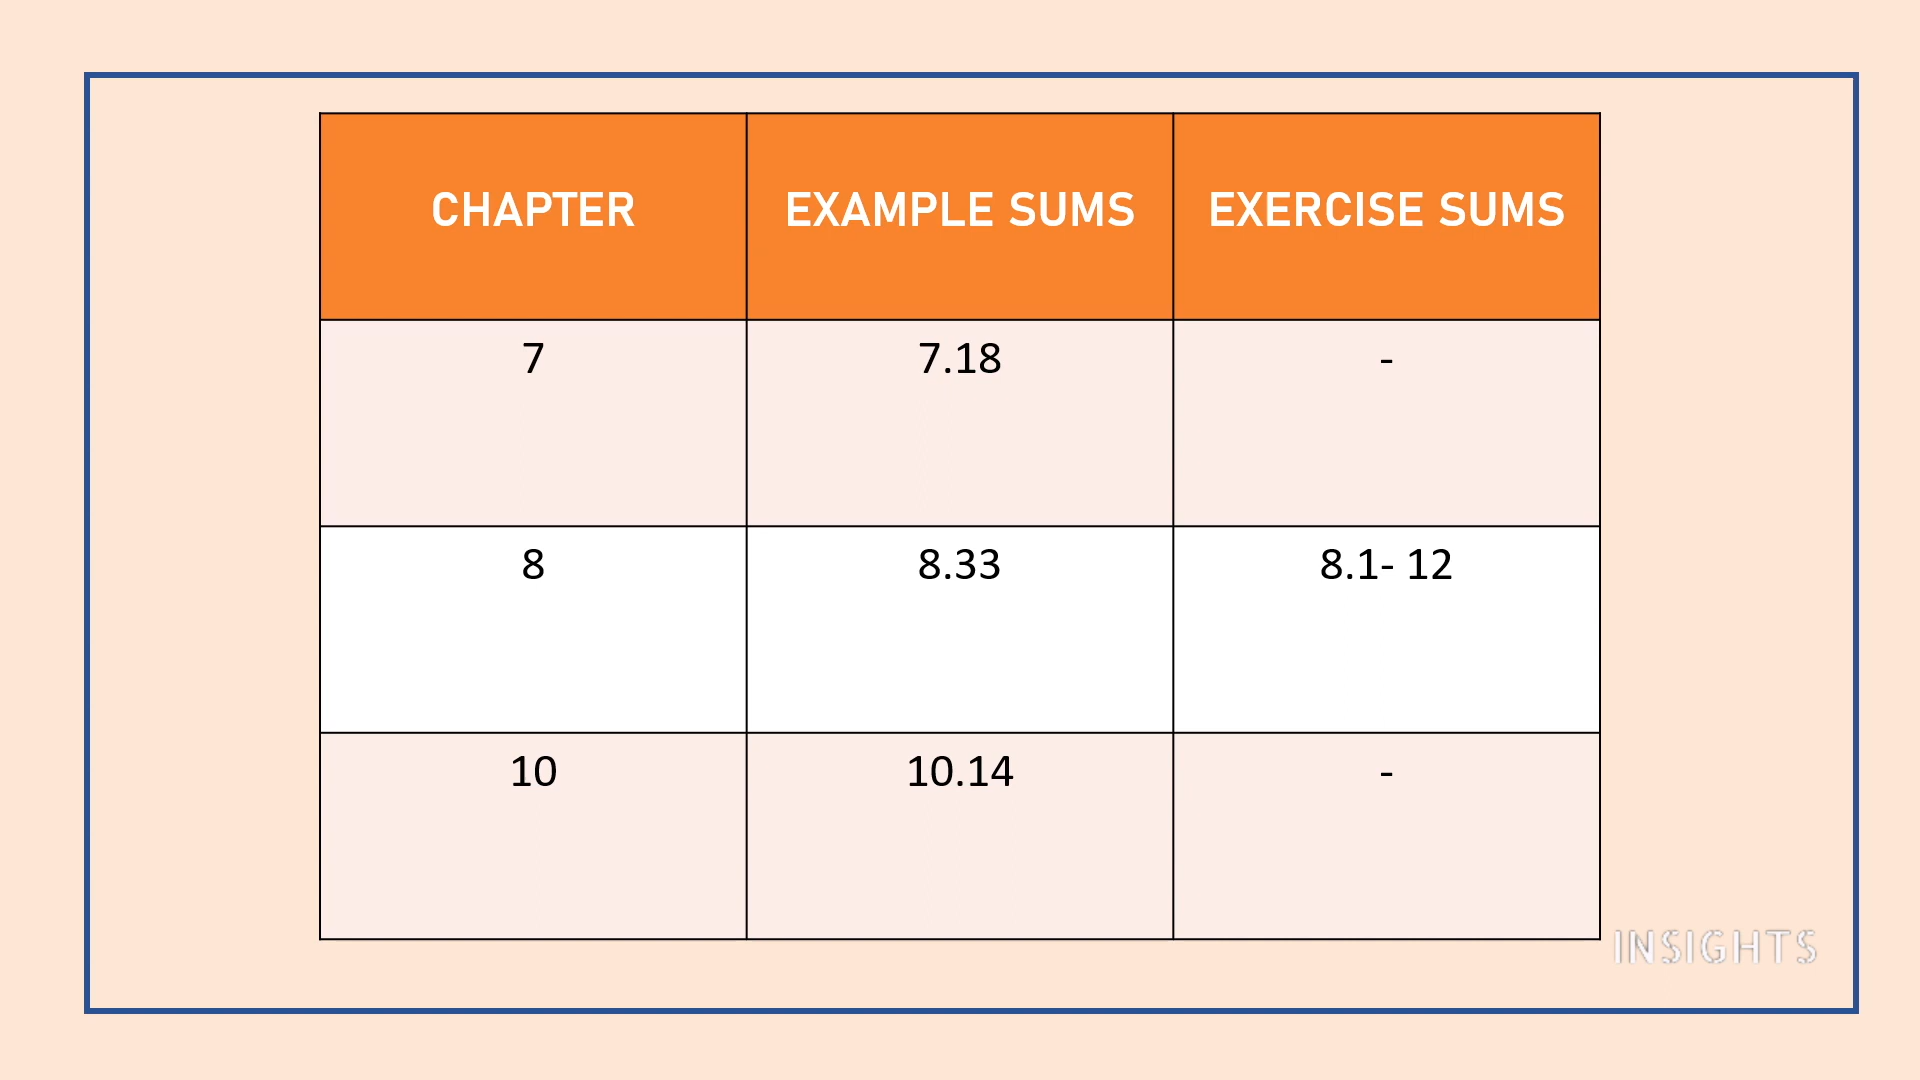 CHAPTER EXAMPLE SUMS EXERCISE SUMS
7 7.18 -
8 8.33 8.1- 12
10 10.14 -
INSIGHTS